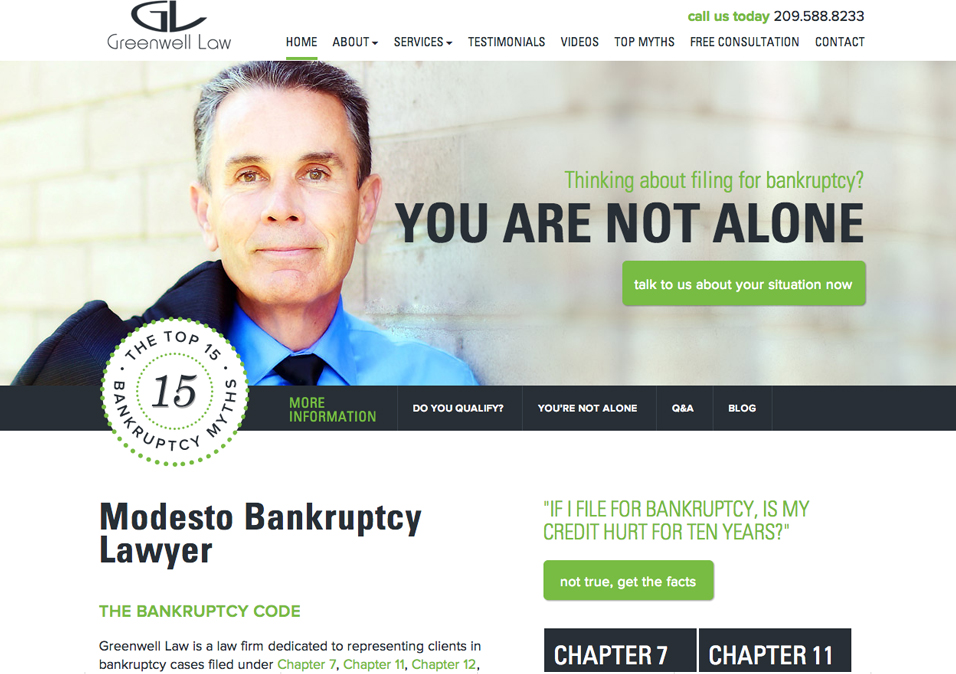 GL
Greenwell Law
call us today 209.588.8233
HOME ABOUT SERVICES TESTIMONIALS VIDEOS TOP MYTHS FREE CONSULTATION CONTACT
Thinking about filing for bankruptcy?
YOU ARE NOT ALONE
talk to us about your situation now
THE TOP 15
15
BANKRUPTCY MYTHS
MORE
INFORMATION
DO YOU QUALIFY? YOU'RE NOT ALONE Q&A BLOG
Modesto Bankruptcy
Lawyer
THE BANKRUPTCY CODE
Greenwell Law is a law firm dedicated to representing clients in
bankruptcy cases filed under Chapter 7, Chapter 11, Chapter 12,
"IF I FILE FOR BANKRUPTCY, IS MY
CREDIT HURT FOR TEN YEARS?"
not true, get the facts
CHAPTER 7
CHAPTER 11